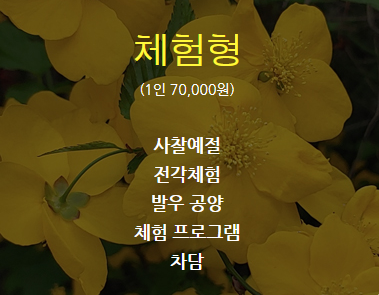 체험형
(1인 70,000원)
사찰예절
전각체험
발우 공양
체험 프로그램
차담